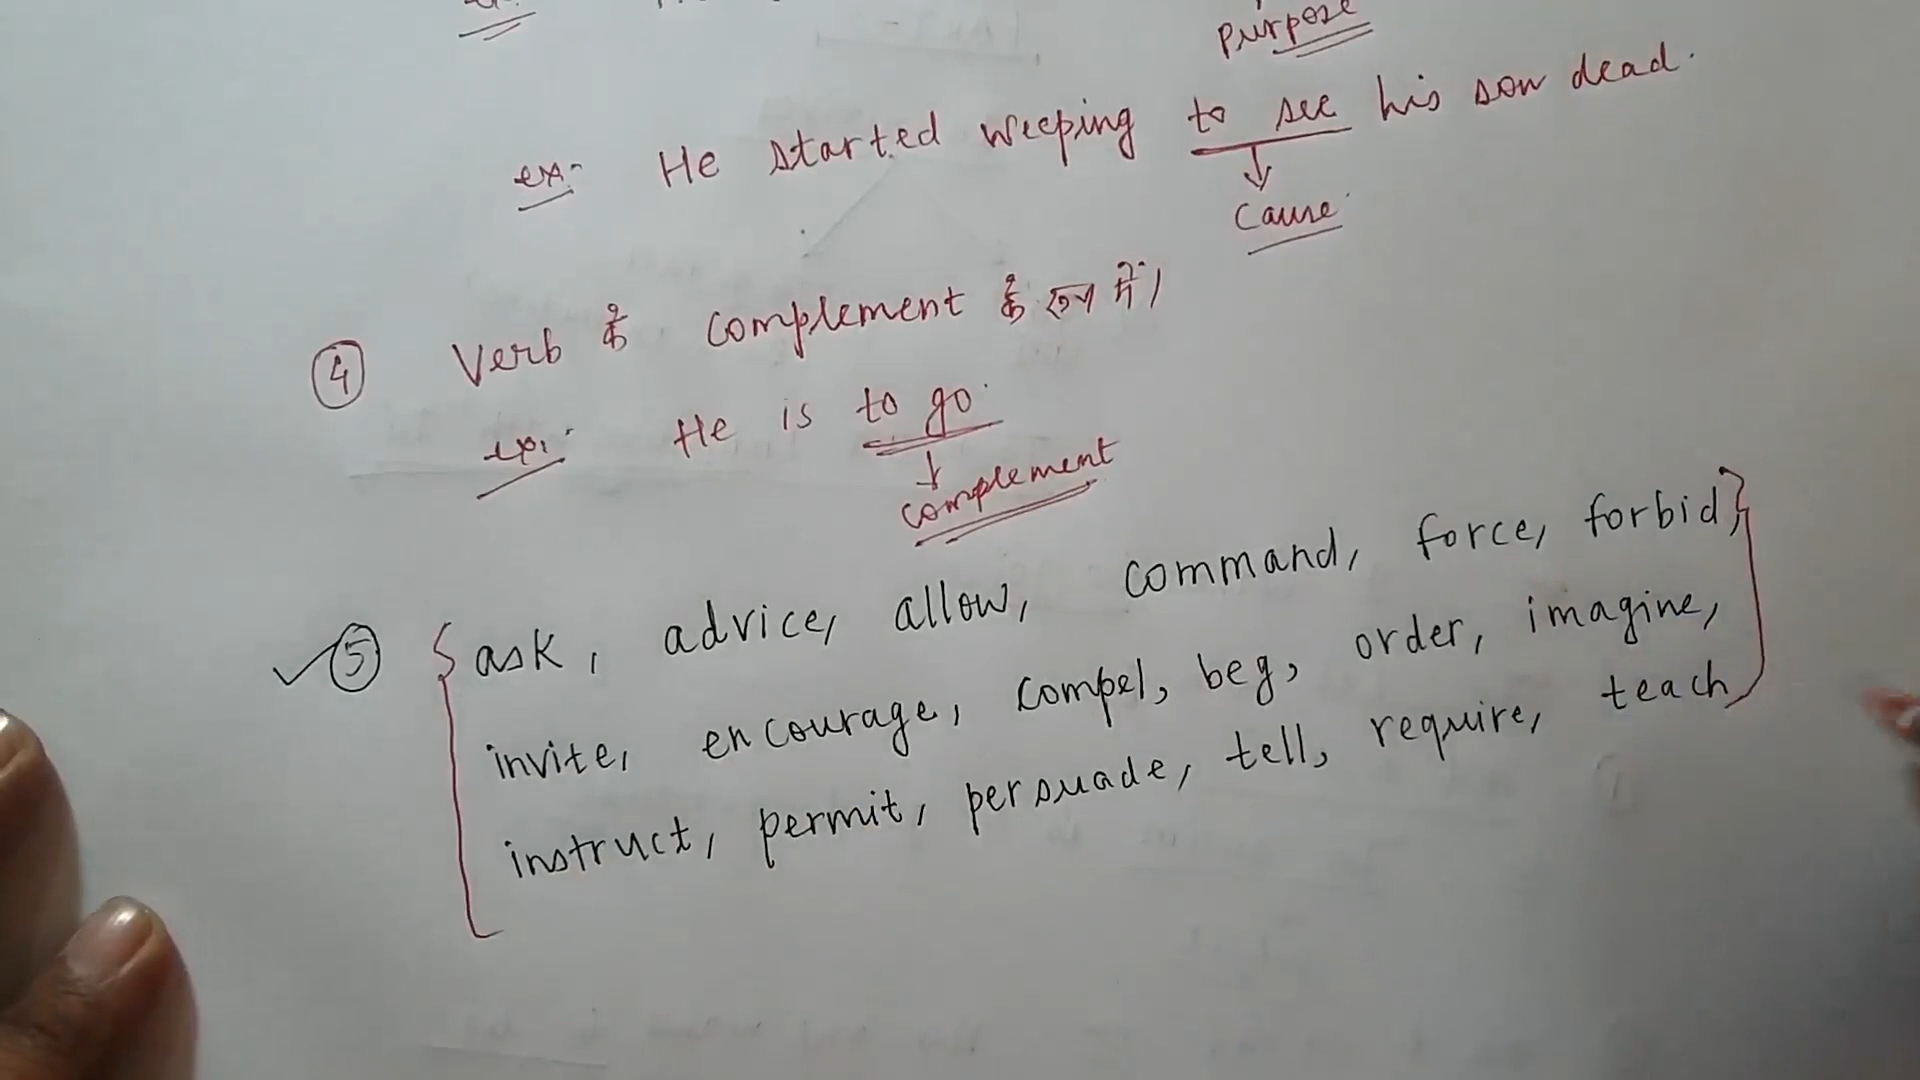 purpose
ex:- He started weeping to see his son dead.
cause
④ Verb के complement के रूप में।
ex:- He is to go.
complement
⑤ { ask, advice, allow, command, force, forbid, }
invite, encourage, compel, beg, order, imagine,
instruct, permit, persuade, tell, require, teach